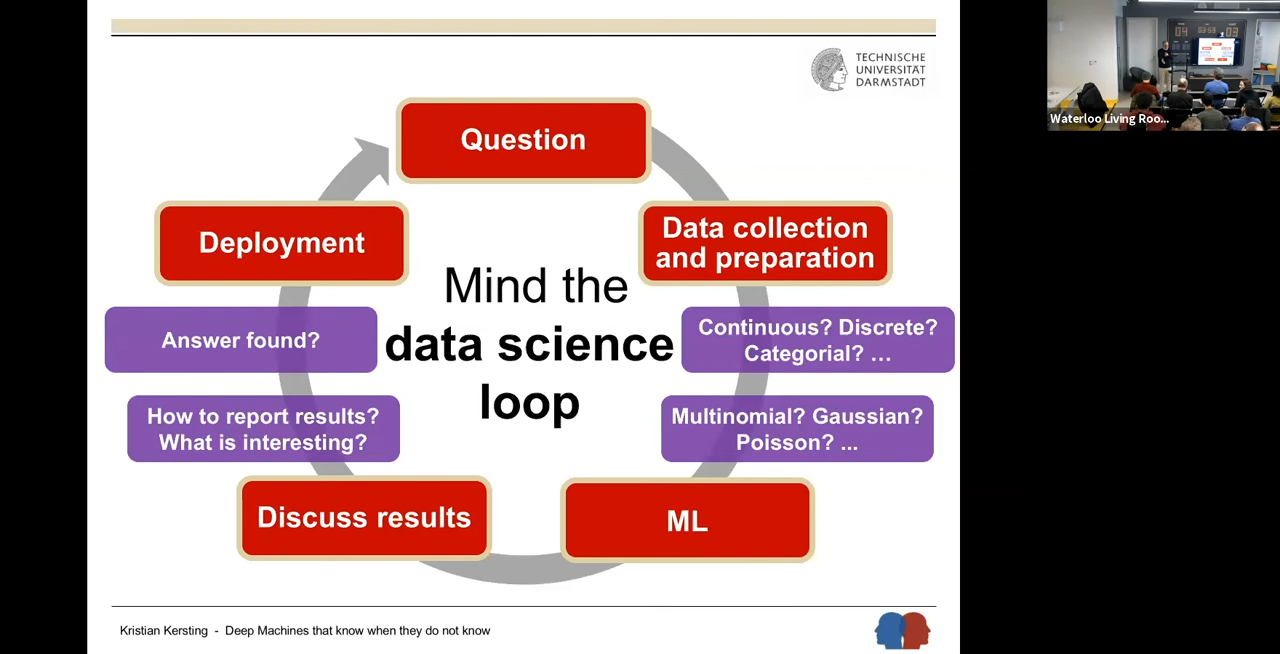 TECHNISCHE
UNIVERSITÄT
DARMSTADT
Question
Data collection
and preparation
Continuous? Discrete?
Categorial? …
Multinomial? Gaussian?
Poisson? ...
ML
Discuss results
How to report results?
What is interesting?
Answer found?
Deployment
Mind the
data science
loop
Kristian Kersting - Deep Machines that know when they do not know
Waterloo Living Roo...